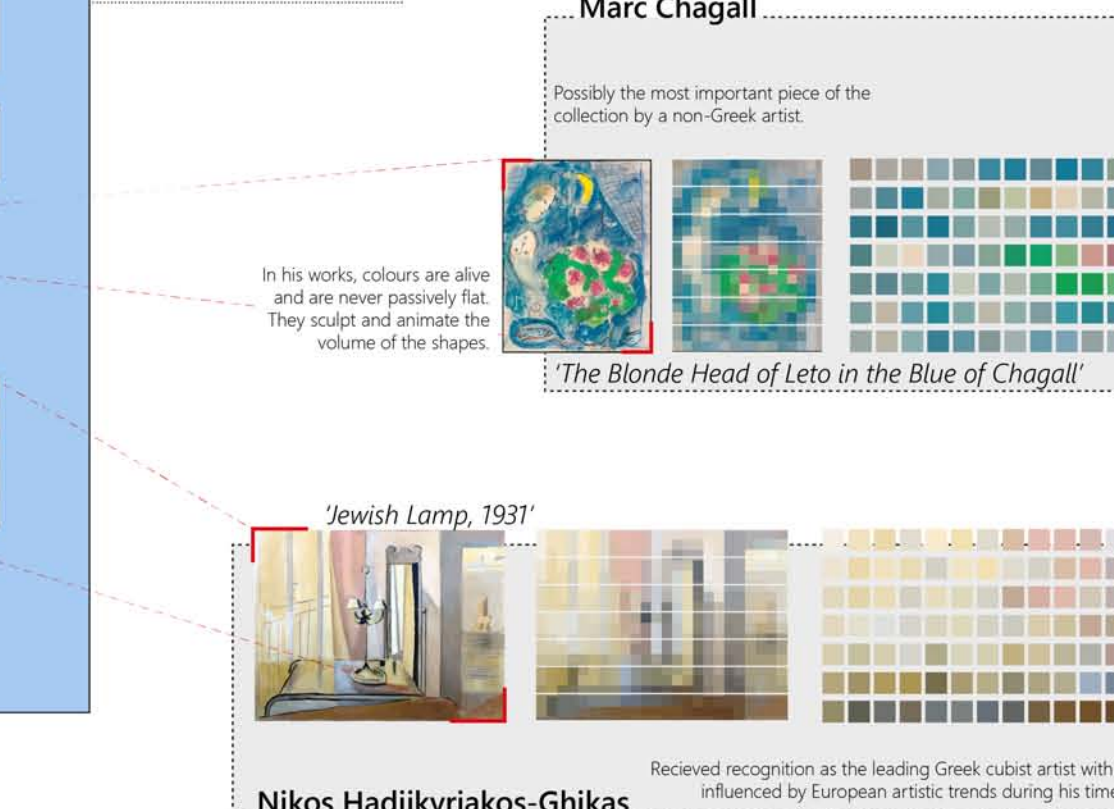 Marc Chagall
Possibly the most important piece of the
collection by a non-Greek artist.
In his works, colours are alive
and are never passively flat.
They sculpt and animate the
volume of the shapes.
'The Blonde Head of Leto in the Blue of Chagall'
'Jewish Lamp, 1931'
Recieved recognition as the leading Greek cubist artist with
influenced by European artistic trends during his time
Nikos Hadjikyriakos-Ghikas